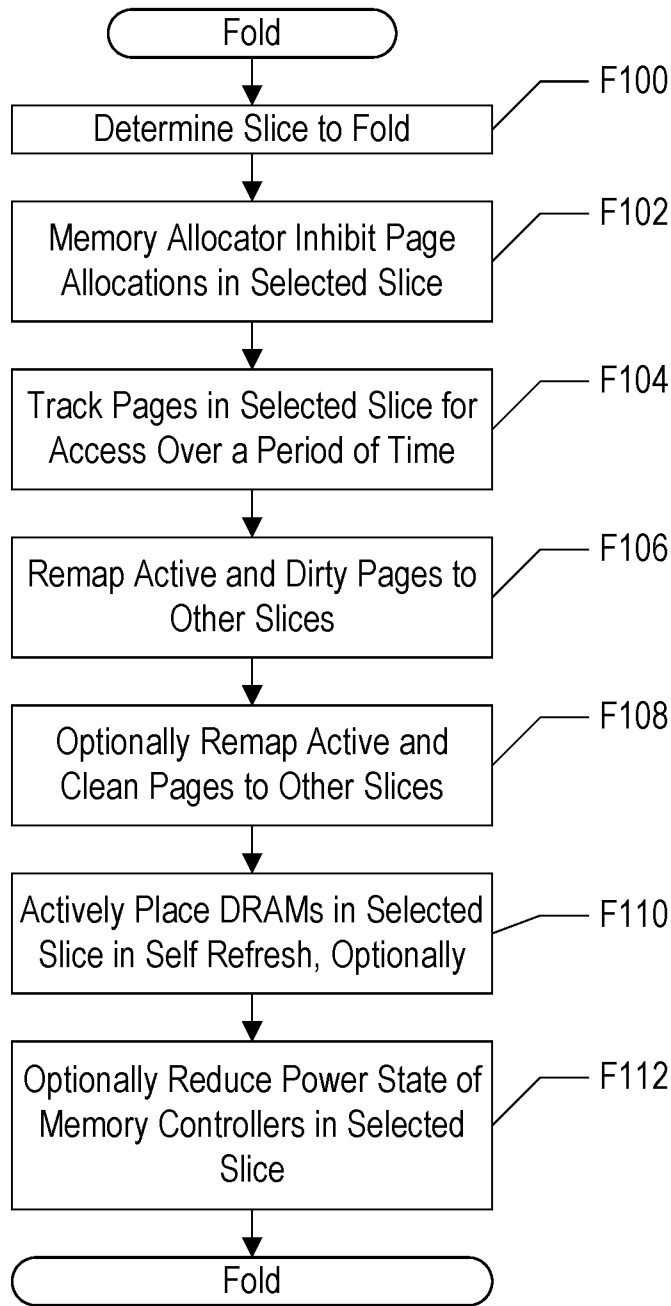 Fold
F100
Determine Slice to Fold
F102
Memory Allocator Inhibit Page
Allocations in Selected Slice
F104
Track Pages in Selected Slice for
Access Over a Period of Time
F106
Remap Active and Dirty Pages to
Other Slices
F108
Optionally Remap Active and
Clean Pages to Other Slices
F110
Actively Place DRAMs in Selected
Slice in Self Refresh, Optionally
F112
Optionally Reduce Power State of
Memory Controllers in Selected
Slice
Fold